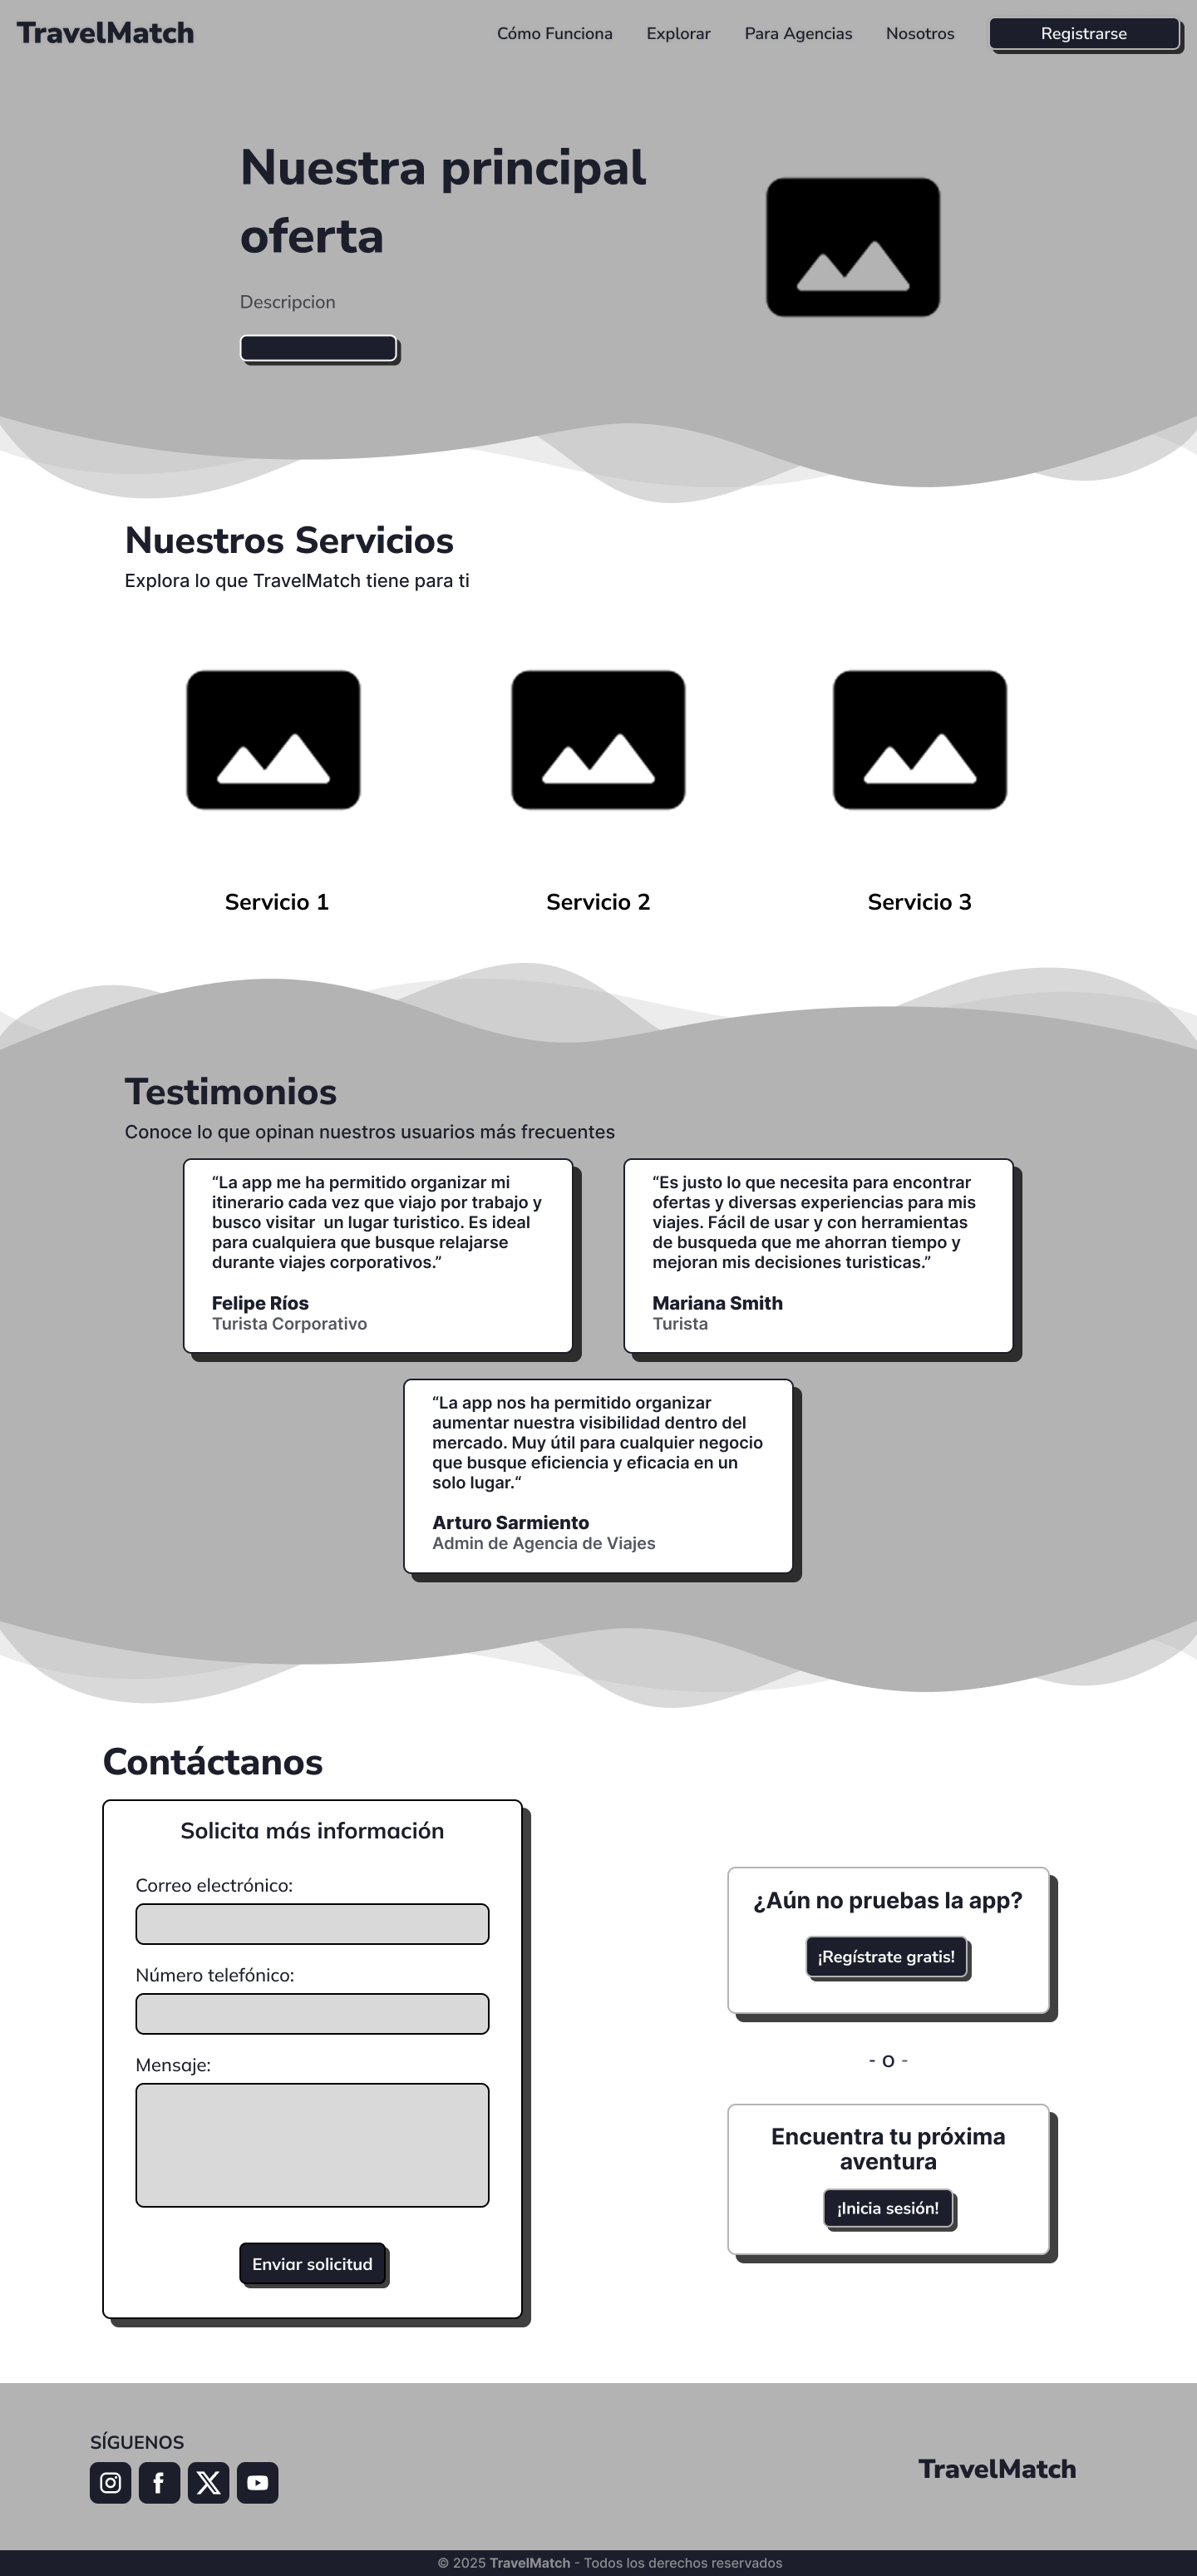 TravelMatch
Cómo Funciona
Explorar
Para Agencias
Nosotros
Registrarse
Nuestra principal
oferta
Descripcion
Nuestros Servicios
Explora lo que TravelMatch tiene para ti
Servicio 1
Servicio 2
Servicio 3
Testimonios
Conoce lo que opinan nuestros usuarios más frecuentes
“La app me ha permitido organizar mi
itinerario cada vez que viajo por trabajo y
busco visitar  un lugar turistico. Es ideal
para cualquiera que busque relajarse
durante viajes corporativos.”
Felipe Ríos
Turista Corporativo
“Es justo lo que necesita para encontrar
ofertas y diversas experiencias para mis
viajes. Fácil de usar y con herramientas
de busqueda que me ahorran tiempo y
mejoran mis decisiones turisticas.”
Mariana Smith
Turista
“La app nos ha permitido organizar
aumentar nuestra visibilidad dentro del
mercado. Muy útil para cualquier negocio
que busque eficiencia y eficacia en un
solo lugar.“
Arturo Sarmiento
Admin de Agencia de Viajes
Contáctanos
Solicita más información
Correo electrónico:
Número telefónico:
Mensaje:
Enviar solicitud
¿Aún no pruebas la app?
¡Regístrate gratis!
- O -
Encuentra tu próxima
aventura
¡Inicia sesión!
SÍGUENOS
TravelMatch
© 2025 TravelMatch - Todos los derechos reservados